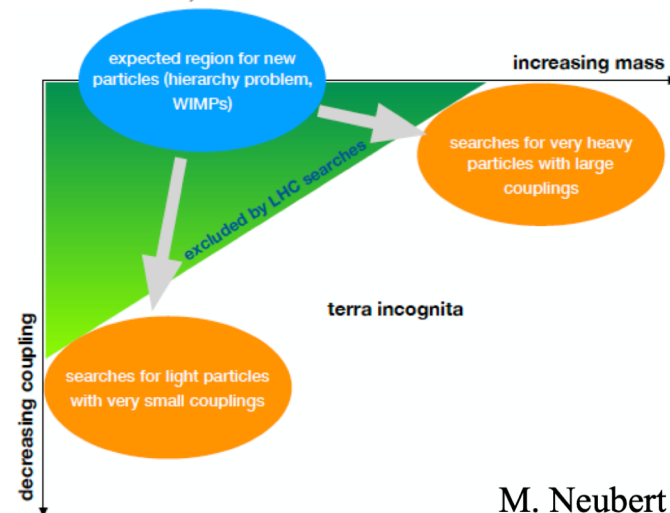 expected region for new
particles (hierarchy problem,
WIMPs)
increasing mass
searches for very heavy
particles with large
couplings
excluded by LHC searches
terra incognita
decreasing coupling
searches for light particles
with very small couplings
M. Neubert